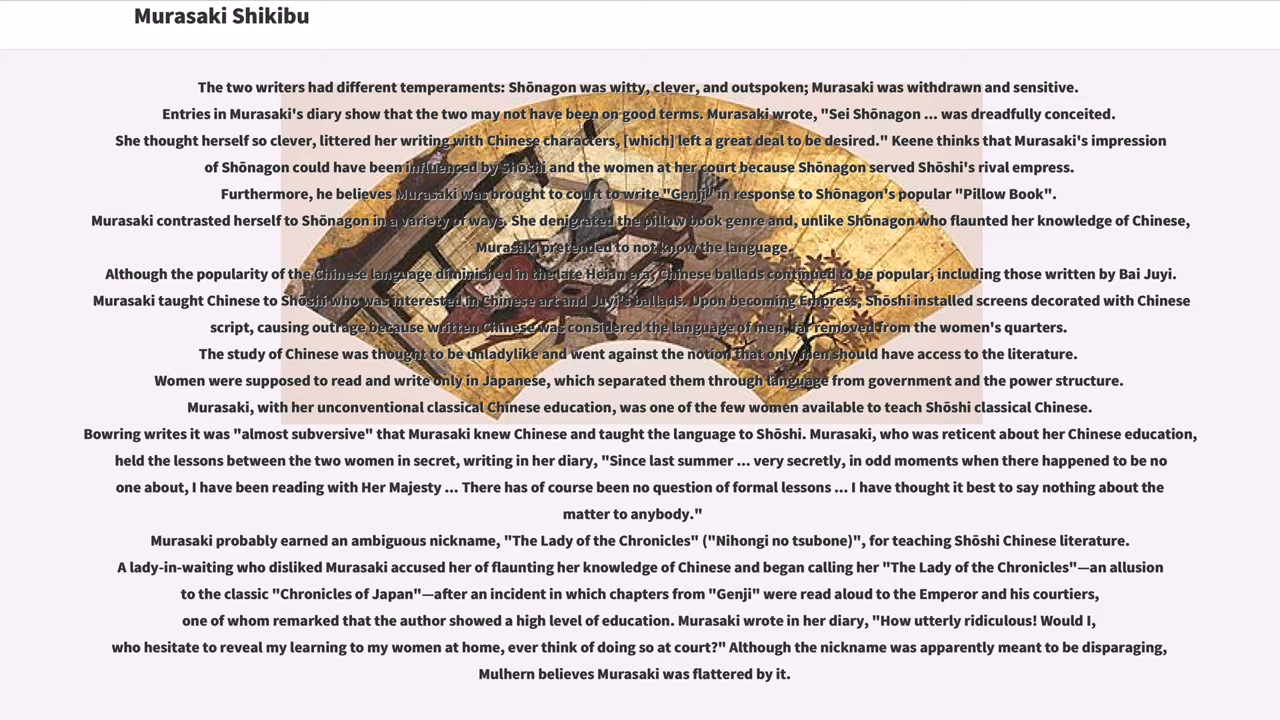 Murasaki Shikibu
The two writers had different temperaments: Shōnagon was witty, clever, and outspoken; Murasaki was withdrawn and sensitive.
Entries in Murasaki's diary show that the two may not have been on good terms. Murasaki wrote, "Sei Shōnagon ... was dreadfully conceited.
She thought herself so clever, littered her writing with Chinese characters, [which] left a great deal to be desired." Keene thinks that Murasaki's impression
of Shōnagon could have been influenced by Shōshi and the women at her court because Shōnagon served Shōshi's rival empress.
Furthermore, he believes Murasaki was brought to court to write "Genji" in response to Shōnagon's popular "Pillow Book".
Murasaki contrasted herself to Shōnagon in a variety of ways. She denigrated the pillow book genre and, unlike Shōnagon who flaunted her knowledge of Chinese,
Murasaki pretended to not know the language.
Although the popularity of the Chinese language diminished in the late Heian era, Chinese ballads continued to be popular, including those written by Bai Juyi.
Murasaki taught Chinese to Shōshi who was interested in Chinese art and Juyi's ballads. Upon becoming Empress, Shōshi installed screens decorated with Chinese
script, causing outrage because written Chinese was considered the language of men, far removed from the women's quarters.
The study of Chinese was thought to be unladylike and went against the notion that only men should have access to the literature.
Women were supposed to read and write only in Japanese, which separated them through language from government and the power structure.
Murasaki, with her unconventional classical Chinese education, was one of the few women available to teach Shōshi classical Chinese.
Bowring writes it was "almost subversive" that Murasaki knew Chinese and taught the language to Shōshi. Murasaki, who was reticent about her Chinese education,
held the lessons between the two women in secret, writing in her diary, "Since last summer ... very secretly, in odd moments when there happened to be no
one about, I have been reading with Her Majesty ... There has of course been no question of formal lessons ... I have thought it best to say nothing about the
matter to anybody."
Murasaki probably earned an ambiguous nickname, "The Lady of the Chronicles" ("Nihongi no tsubone)", for teaching Shōshi Chinese literature.
A lady-in-waiting who disliked Murasaki accused her of flaunting her knowledge of Chinese and began calling her "The Lady of the Chronicles"—an allusion
to the classic "Chronicles of Japan"—after an incident in which chapters from "Genji" were read aloud to the Emperor and his courtiers,
one of whom remarked that the author showed a high level of education. Murasaki wrote in her diary, "How utterly ridiculous! Would I,
who hesitate to reveal my learning to my women at home, ever think of doing so at court?" Although the nickname was apparently meant to be disparaging,
Mulhern believes Murasaki was flattered by it.